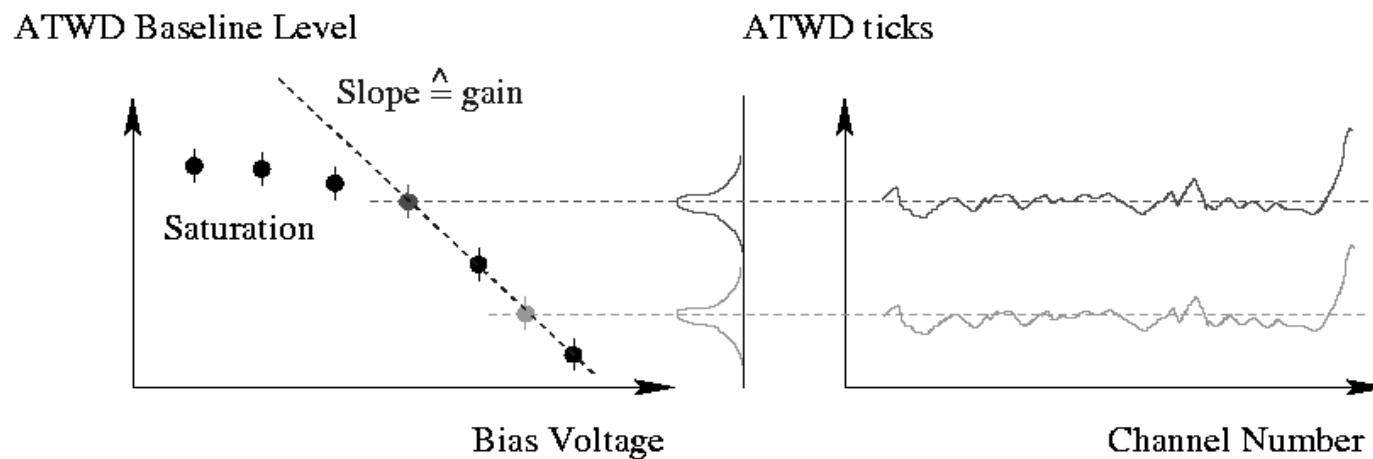 ATWD Baseline Level
ATWD ticks
Slope ≙ gain
Saturation
Bias Voltage
Channel Number